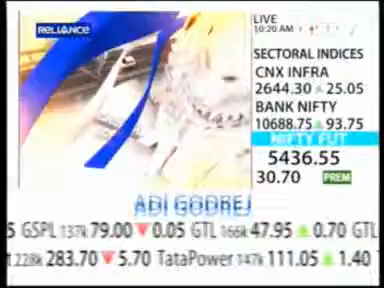 RELIANCE
LIVE
10:20 AM
SECTORAL INDICES
CNX INFRA
2644.30 25.05
BANK NIFTY
10688.75 93.75
NIFTY FUT
5436.55
30.70 PREM
ADI GODREJ
5 GSPL 137k 79.00 ▼ 0.05 GTL 166k 47.95 ▲ 0.70 GTL
228k 283.70 ▼ 5.70 TataPower 147k 111.05 ▲ 1.40